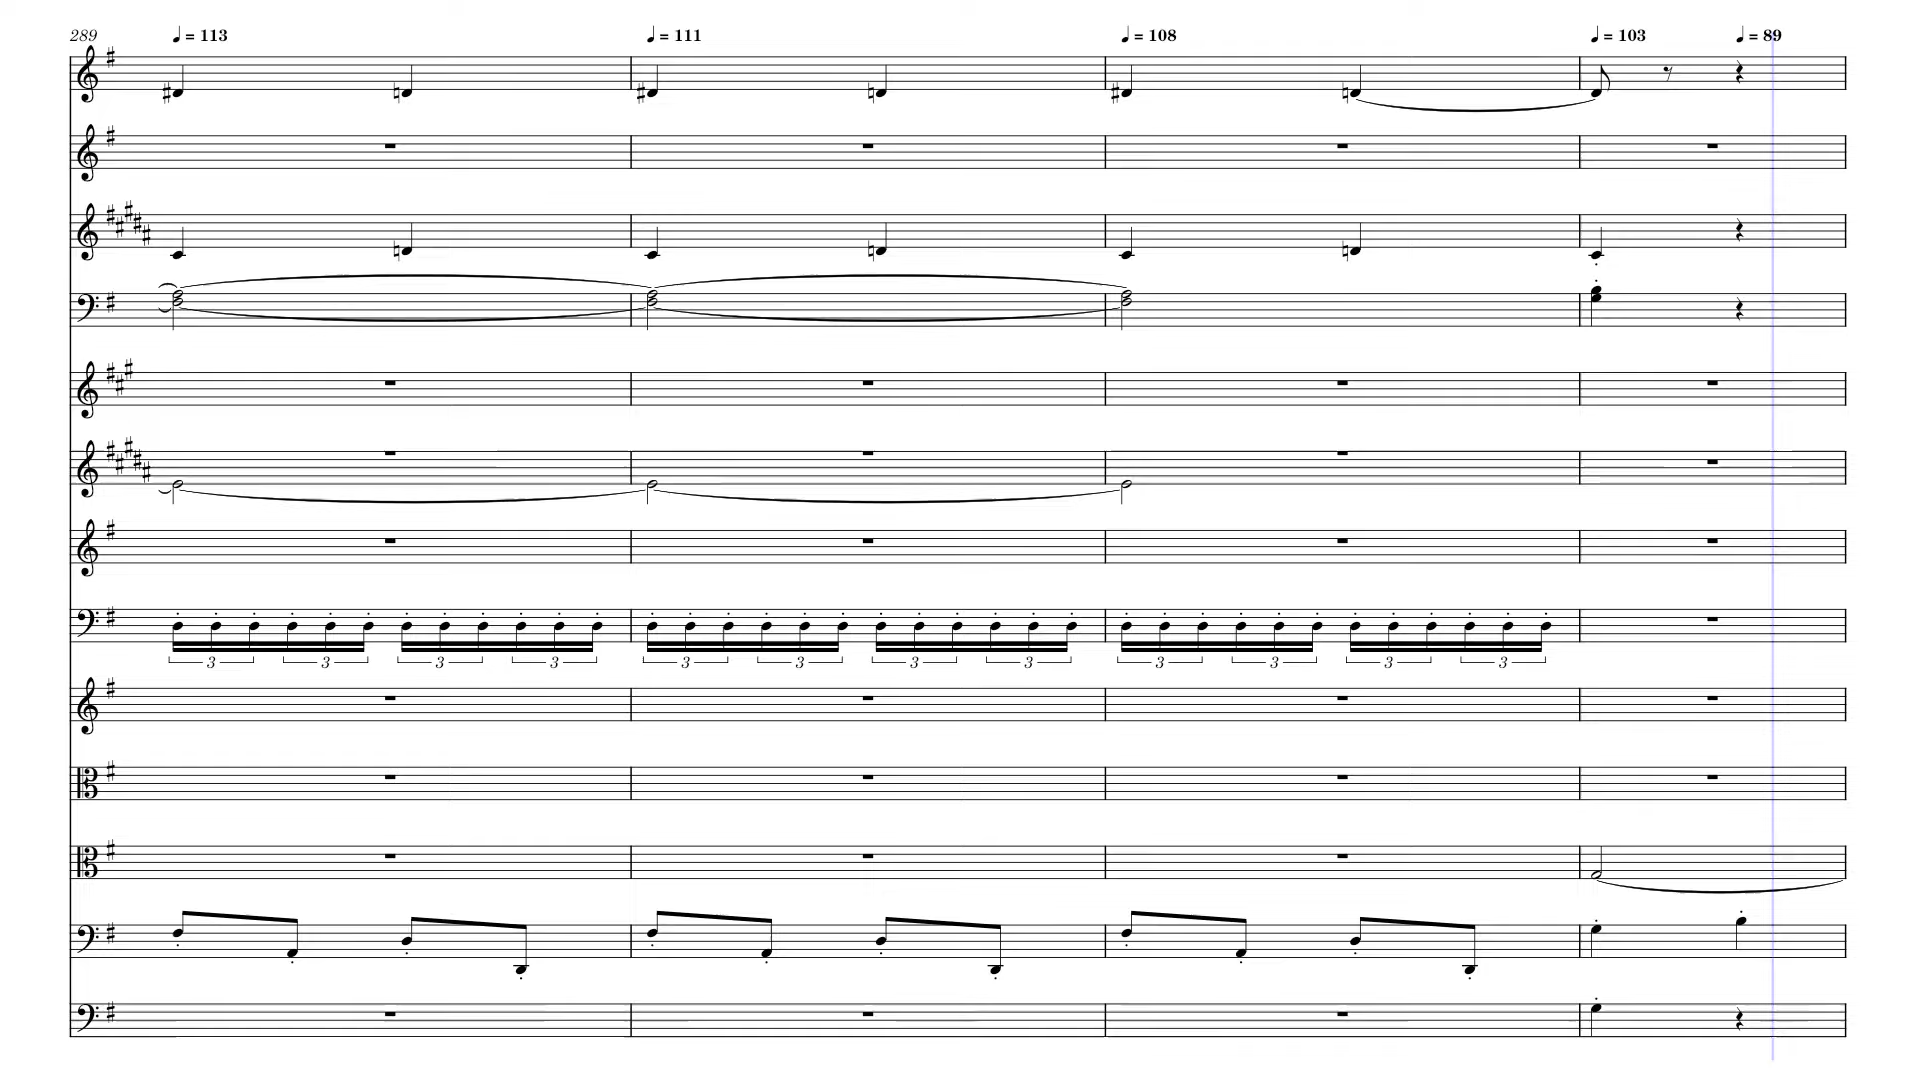 289 ♩ = 113 ♩ = 111 ♩ = 108 ♩ = 103 ♩ = 89
3 3 3 3 3 3 3 3 3 3 3 3